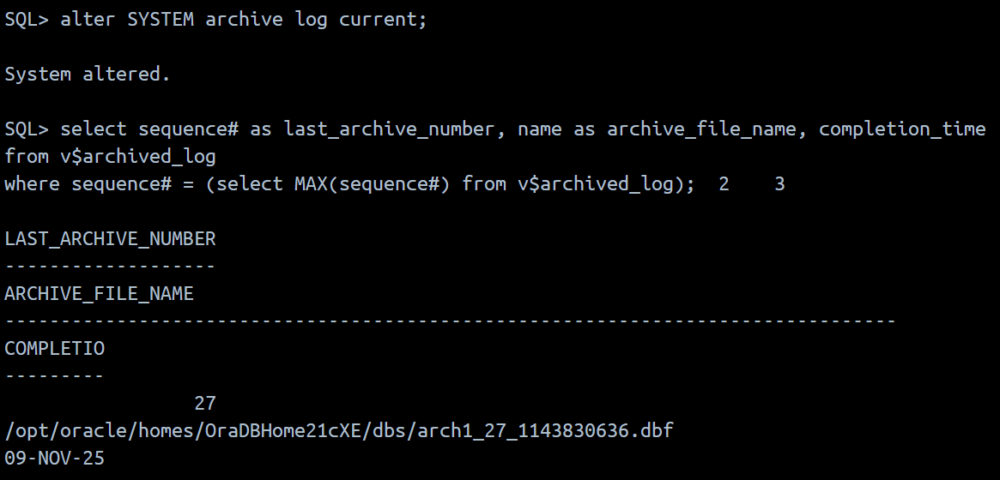 SQL> alter SYSTEM archive log current;
System altered.
SQL> select sequence# as last_archive_number, name as archive_file_name, completion_time
from v$archived_log
where sequence# = (select MAX(sequence#) from v$archived_log);  2    3
LAST_ARCHIVE_NUMBER
-------------------
ARCHIVE_FILE_NAME
--------------------------------------------------------------------------------
COMPLETIO
---------
                 27
/opt/oracle/homes/OraDBHome21cXE/dbs/arch1_27_1143830636.dbf
09-NOV-25